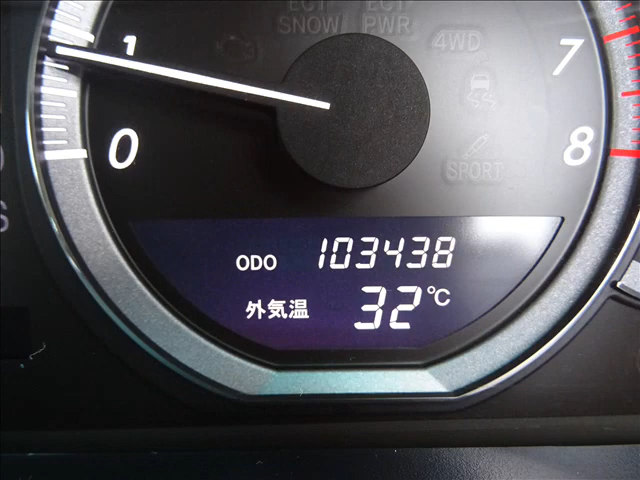 ECT SNOW
ECT PWR
4WD
1
7
0
8
SPORT
ODO 103438
外気温 32℃